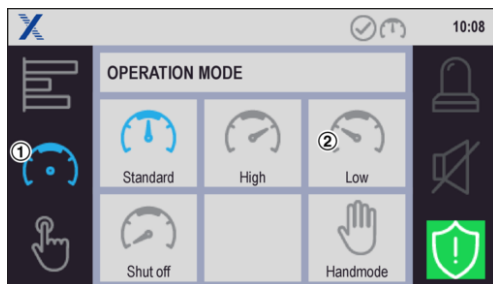 X
10:08
OPERATION MODE
①
②
Standard
High
Low
Shut off
Handmode